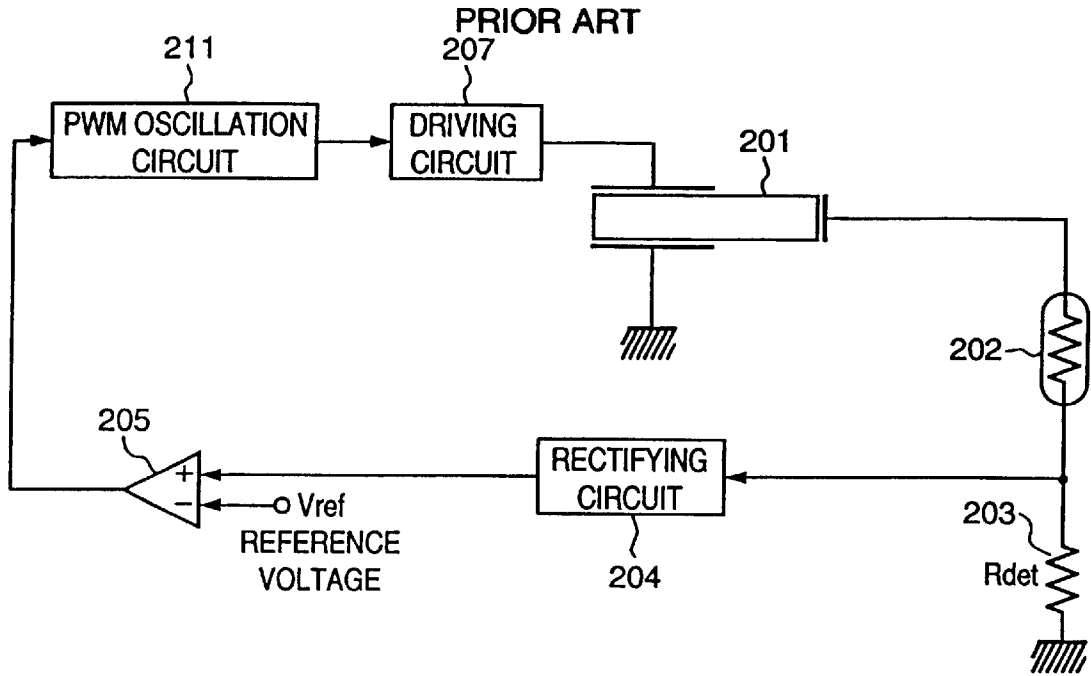 PRIOR ART
211
207
PWM OSCILLATION
CIRCUIT
DRIVING
CIRCUIT
201
202
205
+
−
Vref
REFERENCE
VOLTAGE
RECTIFYING
CIRCUIT
204
203
Rdet